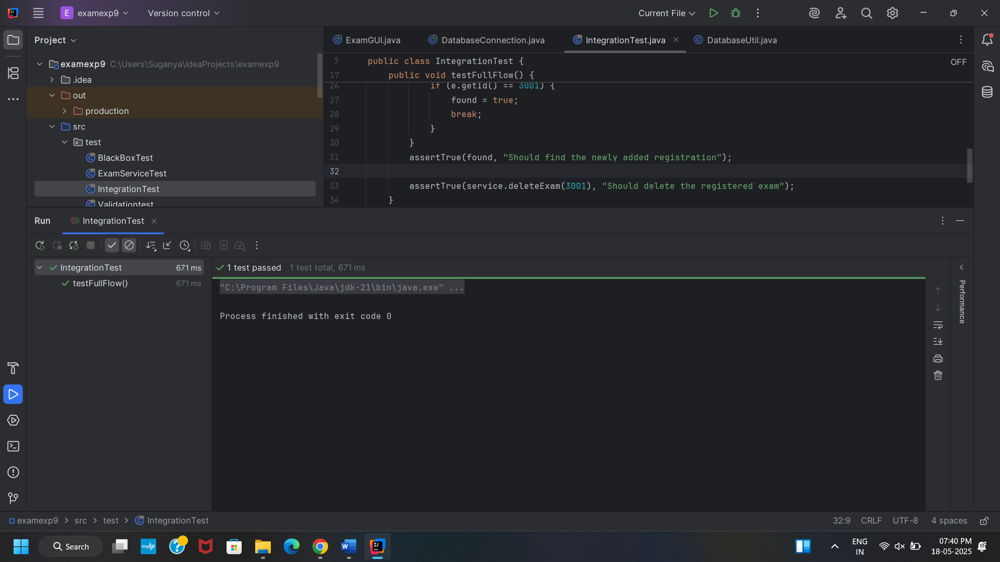 E examexp9 Version control Current File
Project
ExamGUI.java DatabaseConnection.java IntegrationTest.java DatabaseUtil.java
examexp9 C:\Users\Suganya\IdeaProjects\examexp9
.idea
out
production
src
test
BlackBoxTest
ExamServiceTest
IntegrationTest
Validationtest
OFF
7 public class IntegrationTest {
17 public void testFullFlow() {
26 if (e.getId() == 3001) {
27 found = true;
28 break;
29 }
30 }
31 assertTrue(found, "Should find the newly added registration");
32
33 assertTrue(service.deleteExam(3001), "Should delete the registered exam");
34 }
Run IntegrationTest
IntegrationTest 671 ms
testFullFlow() 671 ms
1 test passed 1 test total, 671 ms
"C:\Program Files\Java\jdk-21\bin\java.exe" ...
Process finished with exit code 0
Performance
examexp9 > src > test > IntegrationTest
32:9 CRLF UTF-8 4 spaces
Search
myhp
ENG
IN
07:40 PM
18-05-2025